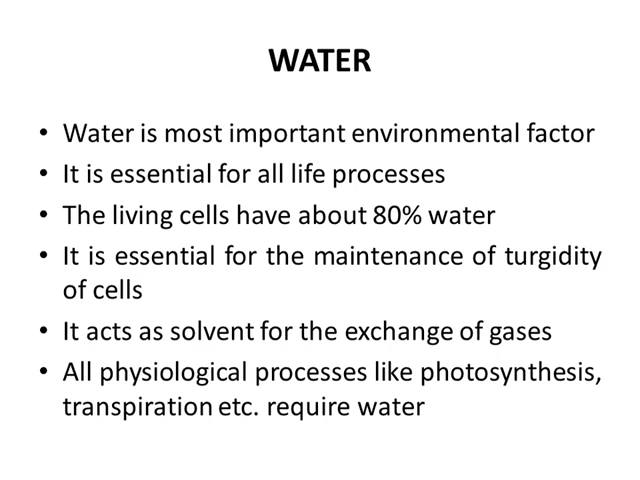 WATER
• Water is most important environmental factor
• It is essential for all life processes
• The living cells have about 80% water
• It is essential for the maintenance of turgidity
of cells
• It acts as solvent for the exchange of gases
• All physiological processes like photosynthesis,
transpiration etc. require water